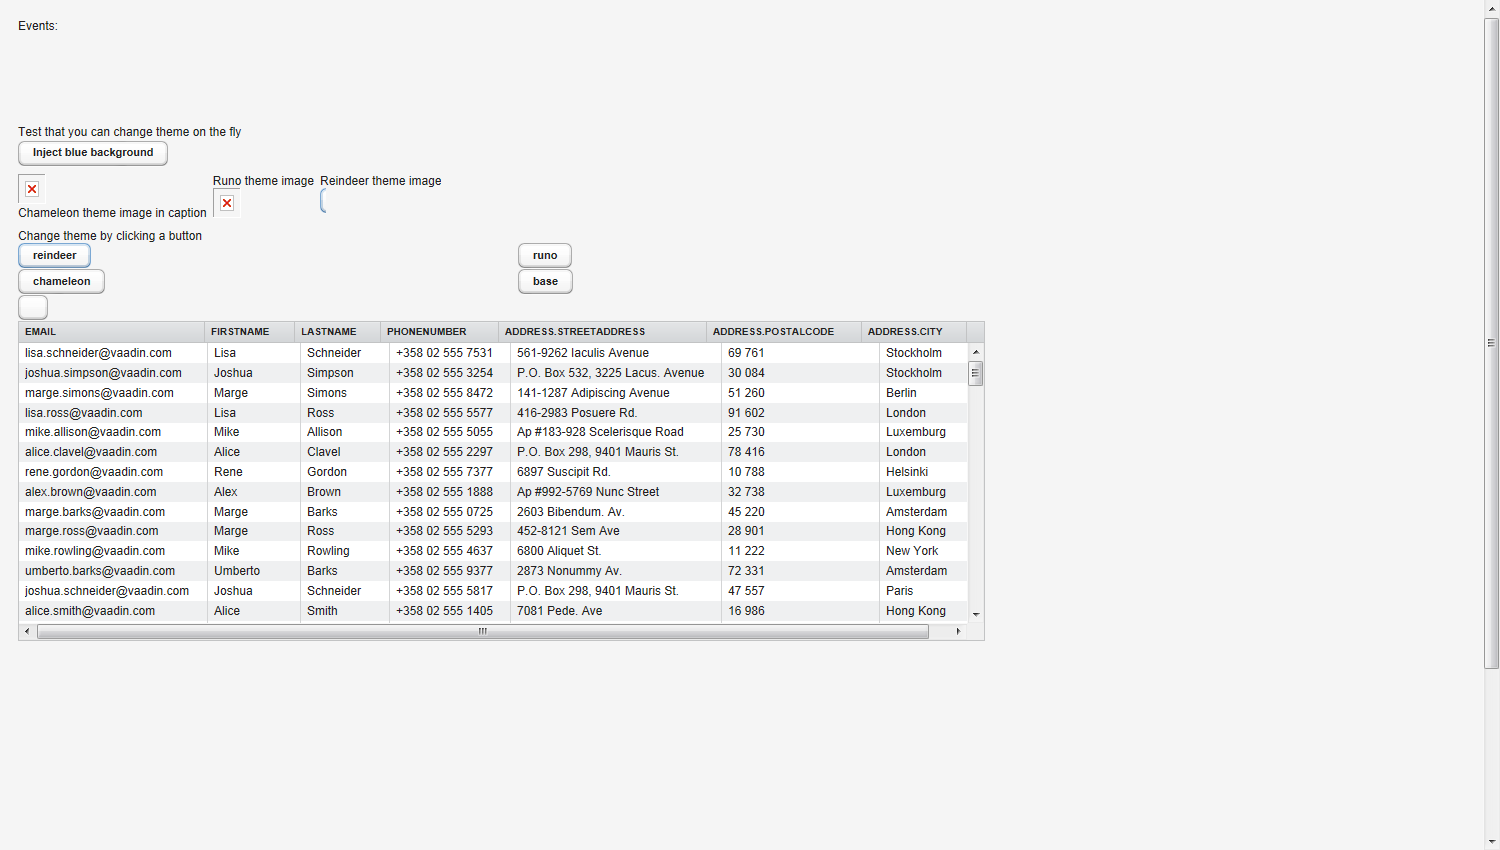 Events:
Test that you can change theme on the fly
Inject blue background
Runo theme image Reindeer theme image
Chameleon theme image in caption
Change theme by clicking a button
reindeer runo
chameleon base
EMAIL FIRSTNAME LASTNAME PHONENUMBER ADDRESS.STREETADDRESS ADDRESS.POSTALCODE ADDRESS.CITY
lisa.schneider@vaadin.com Lisa Schneider +358 02 555 7531 561-9262 Iaculis Avenue 69 761 Stockholm
joshua.simpson@vaadin.com Joshua Simpson +358 02 555 3254 P.O. Box 532, 3225 Lacus. Avenue 30 084 Stockholm
marge.simons@vaadin.com Marge Simons +358 02 555 8472 141-1287 Adipiscing Avenue 51 260 Berlin
lisa.ross@vaadin.com Lisa Ross +358 02 555 5577 416-2983 Posuere Rd. 91 602 London
mike.allison@vaadin.com Mike Allison +358 02 555 5055 Ap #183-928 Scelerisque Road 25 730 Luxemburg
alice.clavel@vaadin.com Alice Clavel +358 02 555 2297 P.O. Box 298, 9401 Mauris St. 78 416 London
rene.gordon@vaadin.com Rene Gordon +358 02 555 7377 6897 Suscipit Rd. 10 788 Helsinki
alex.brown@vaadin.com Alex Brown +358 02 555 1888 Ap #992-5769 Nunc Street 32 738 Luxemburg
marge.barks@vaadin.com Marge Barks +358 02 555 0725 2603 Bibendum. Av. 45 220 Amsterdam
marge.ross@vaadin.com Marge Ross +358 02 555 5293 452-8121 Sem Ave 28 901 Hong Kong
mike.rowling@vaadin.com Mike Rowling +358 02 555 4637 6800 Aliquet St. 11 222 New York
umberto.barks@vaadin.com Umberto Barks +358 02 555 9377 2873 Nonummy Av. 72 331 Amsterdam
joshua.schneider@vaadin.com Joshua Schneider +358 02 555 5817 P.O. Box 298, 9401 Mauris St. 47 557 Paris
alice.smith@vaadin.com Alice Smith +358 02 555 1405 7081 Pede. Ave 16 986 Hong Kong